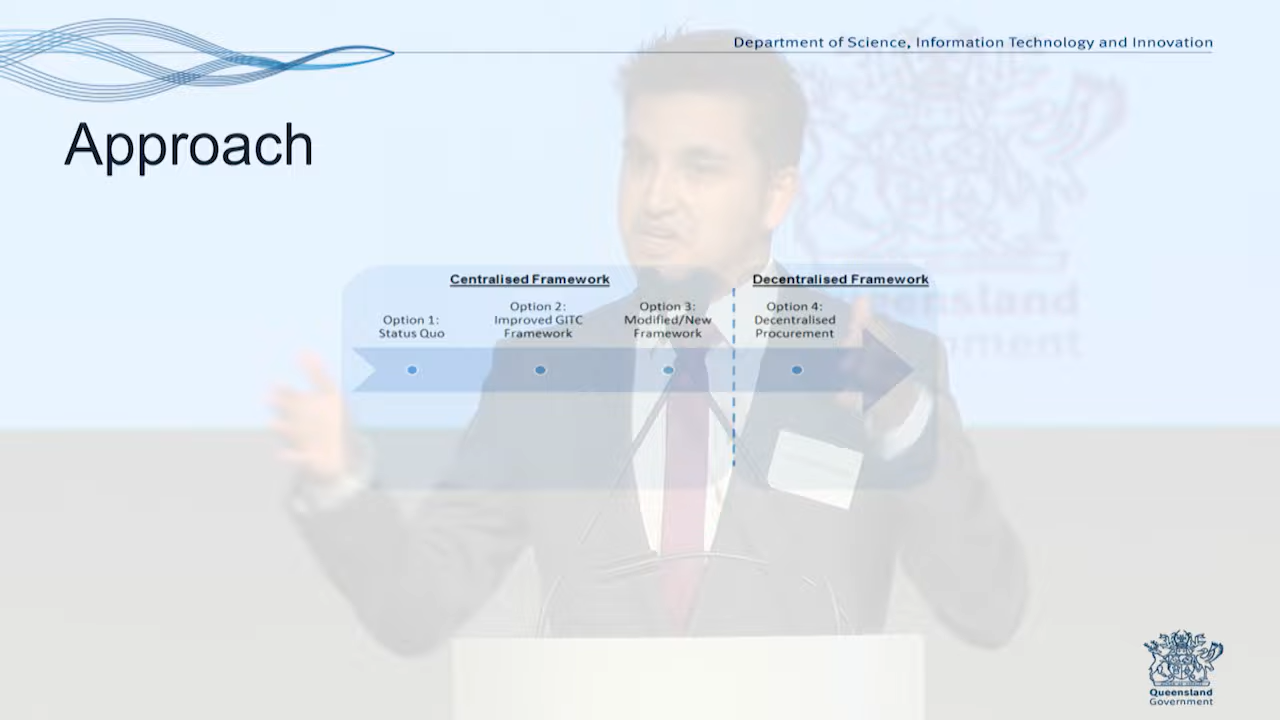 Department of Science, Information Technology and Innovation
Approach
Centralised Framework
Decentralised Framework
Option 1:
Status Quo
Option 2:
Improved GITC
Framework
Option 3:
Modified/New
Framework
Option 4:
Decentralised
Procurement
Queensland
Government